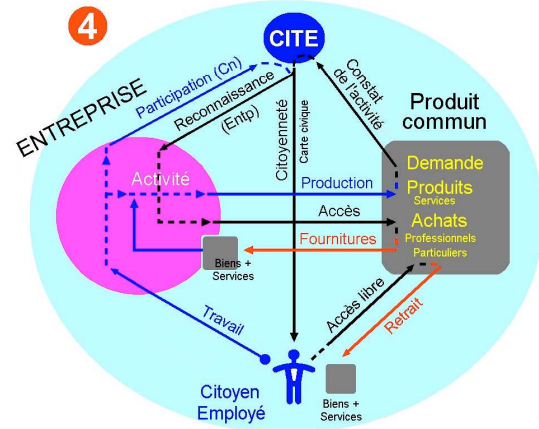 4
CITE
ENTREPRISE
Participation (Cn)
Reconnaissance
(Entp)
Citoyenneté
Carte civique
Constat
de l'activité
Produit
commun
Demande
Produits
Services
Achats
Professionnels
Particuliers
Activité
Production
Accès
Fournitures
Biens +
Services
Travail
Accès libre
Retrait
Citoyen
Employé
Biens +
Services